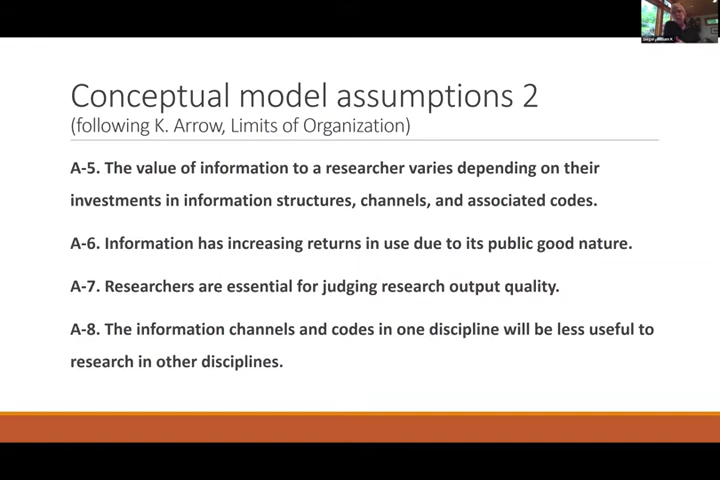 Conceptual model assumptions 2
(following K. Arrow, Limits of Organization)
A-5. The value of information to a researcher varies depending on their
investments in information structures, channels, and associated codes.
A-6. Information has increasing returns in use due to its public good nature.
A-7. Researchers are essential for judging research output quality.
A-8. The information channels and codes in one discipline will be less useful to
research in other disciplines.